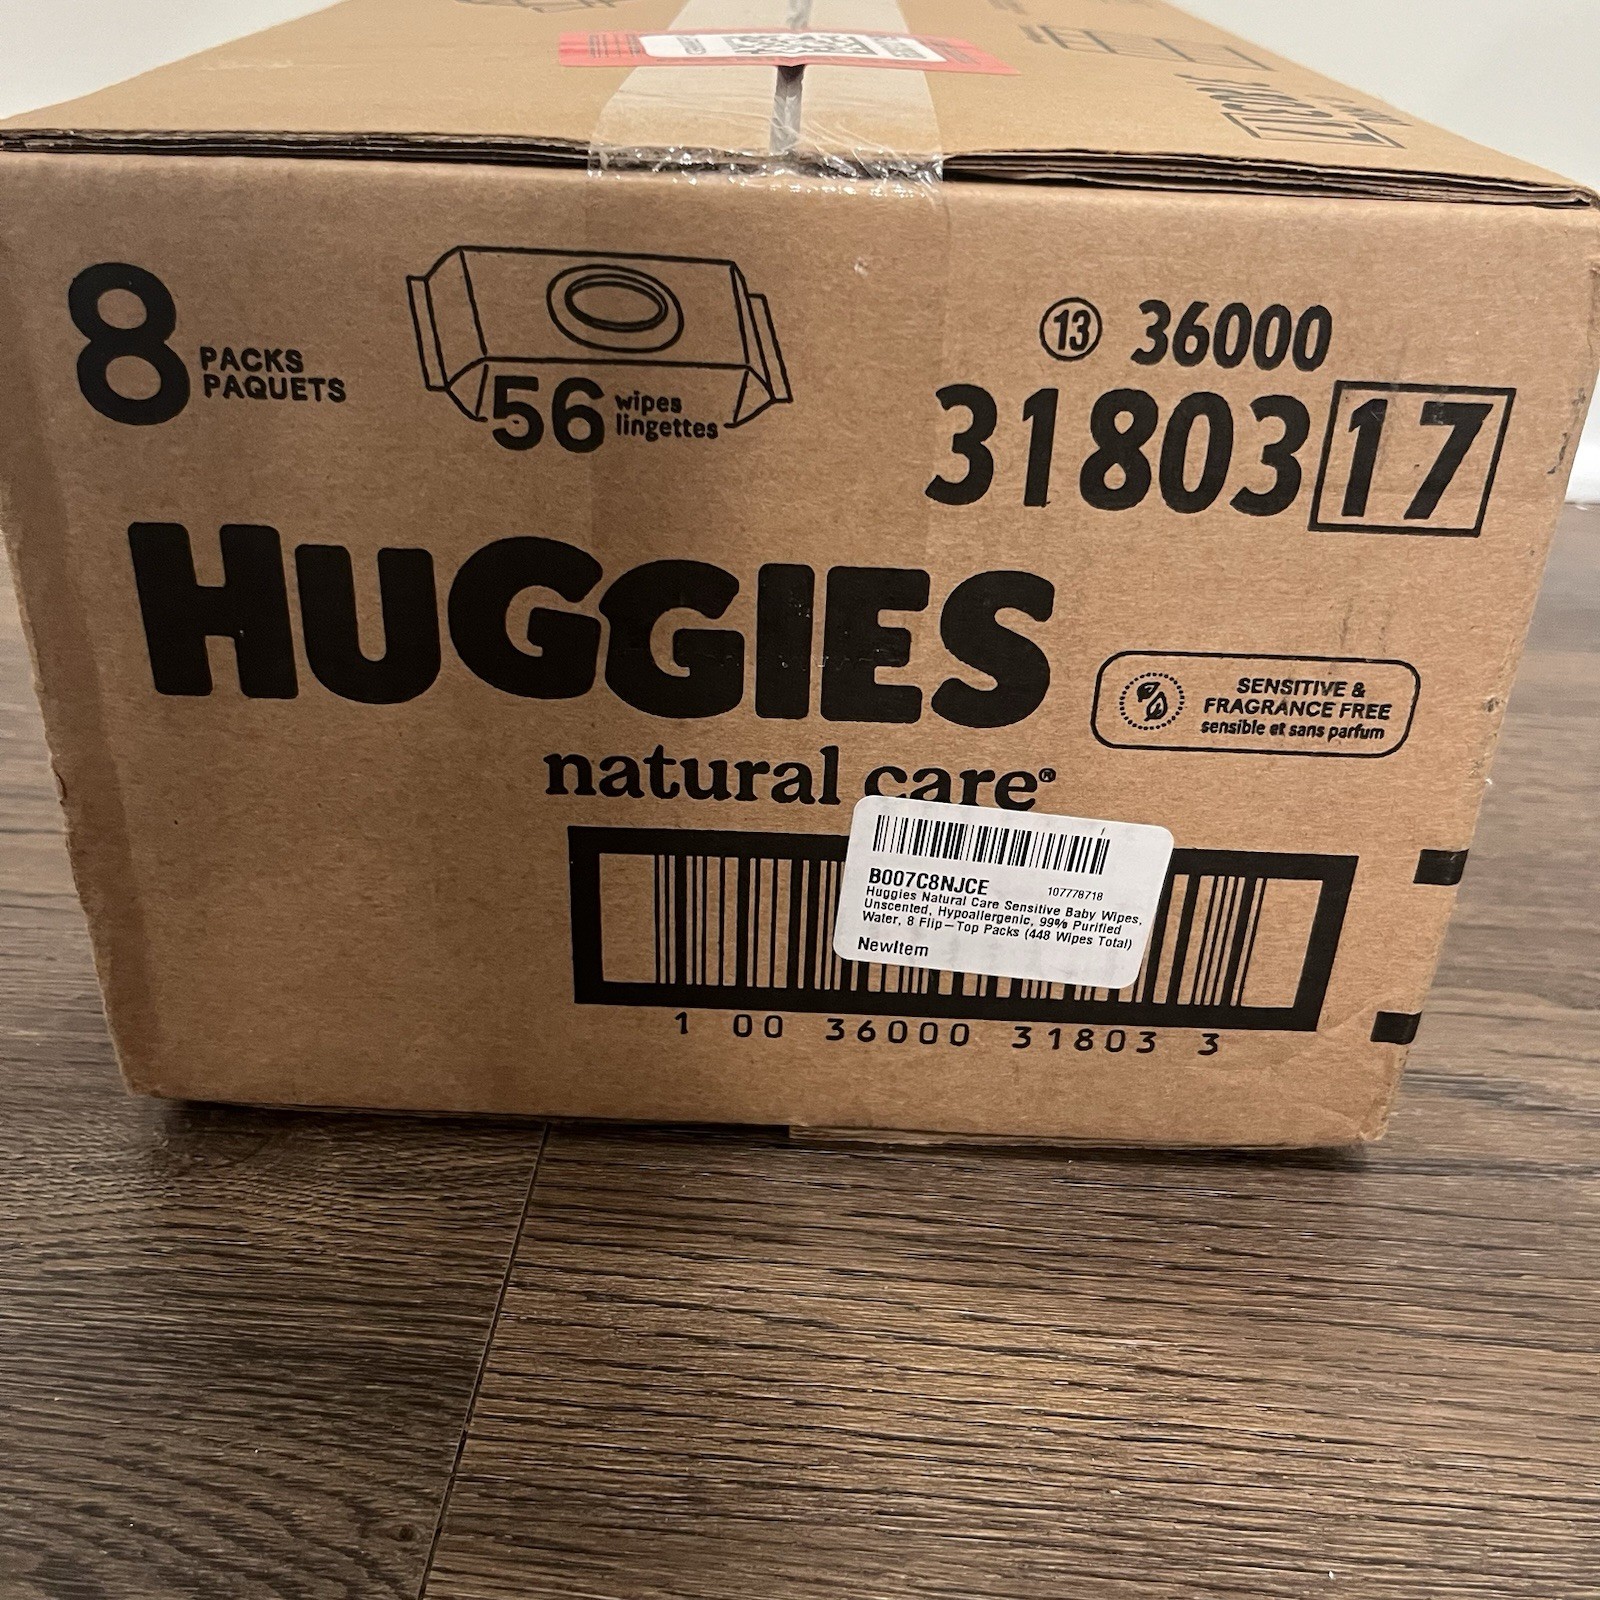 8 PACKS
PAQUETS
56 wipes
lingettes
13 36000
31803 17
HUGGIES
natural care®
SENSITIVE &
FRAGRANCE FREE
sensible et sans parfum
B007C8NJCE 107778718
Huggies Natural Care Sensitive Baby Wipes,
Unscented, Hypoallergenic, 99% Purified
Water, 8 Flip-Top Packs (448 Wipes Total)
NewItem
1 00 36000 31803 3